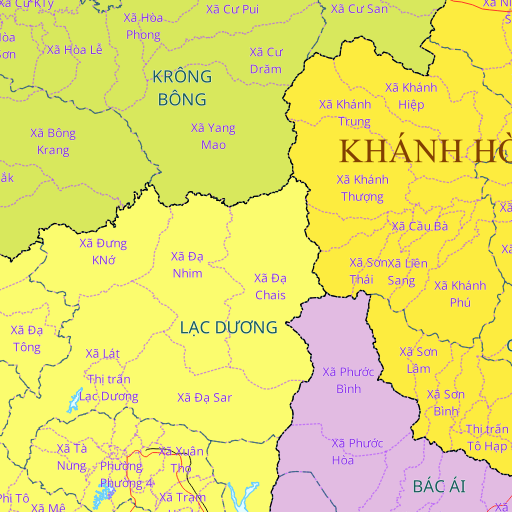 Xã Cư KTy
Xã Hòa
Phong
Xã Cư Pui
Xã Cư San
Hòa
Sơn
Xã Hòa Lễ
Xã Cư
Drăm
KRÔNG
BÔNG
Xã Khánh
Hiệp
Xã Khánh
Trung
Xã Bông
Krang
Xã Yang
Mao
KHÁNH HÒ
Xã Khánh
Thượng
Xã Cầu Bà
Xã Đưng
KNớ
Xã Đạ
Nhim
Xã Sơn
Thái
Xã Liên
Sang
Xã Đạ
Chais
Xã Khánh
Phú
Xã Đạ
Tông
LẠC DƯƠNG
Xã Lát
Xã Sơn
Lâm
Thị trấn
Lạc Dương
Xã Phước
Bình
Xã Đạ Sar
Xã Sơn
Bình
Thị trấn
Tô Hạp
Xã Tà
Nùng
Xã Xuân
Thọ
Phường
Phường 4
Xã Phước
Hòa
BÁC ÁI
Phi Tô
Xã Mê
Xã Trạm
Hành